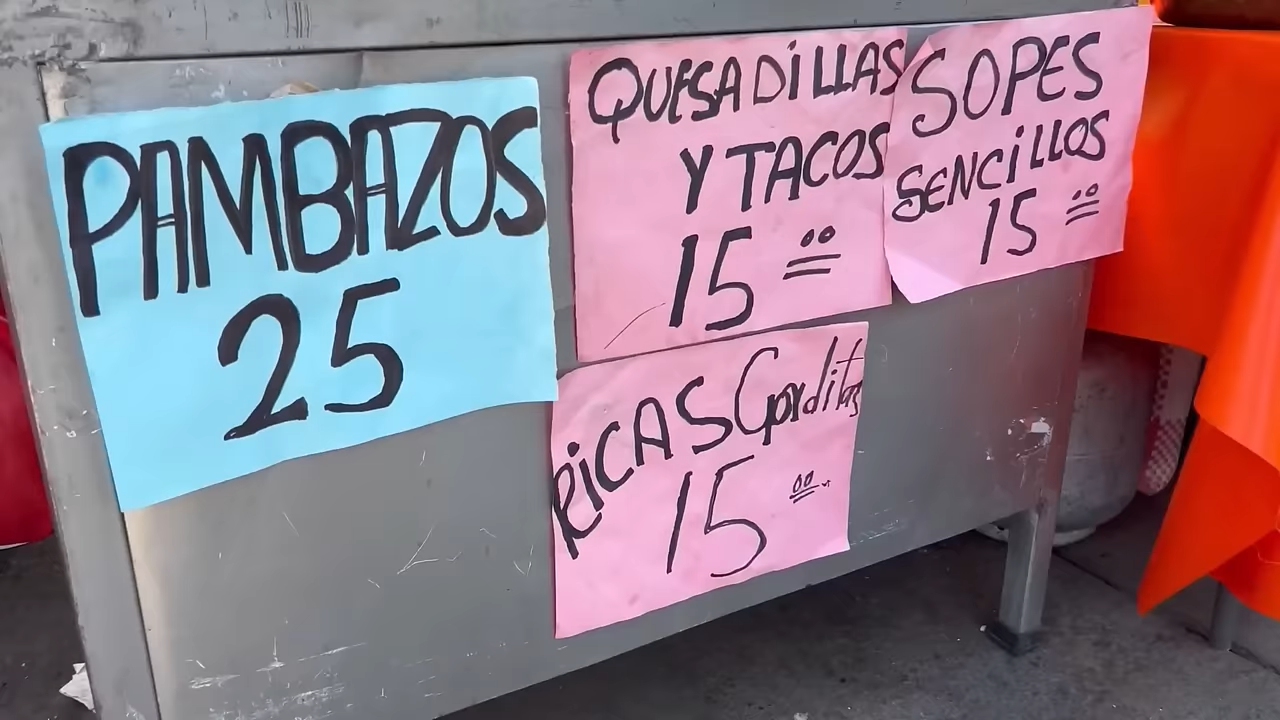 PAMBAZOS
25
QUESADiLLAS
Y TACOS
15 00
SOPES
SENCiLLOS
15 00
RiCAS Gorditas
15 00